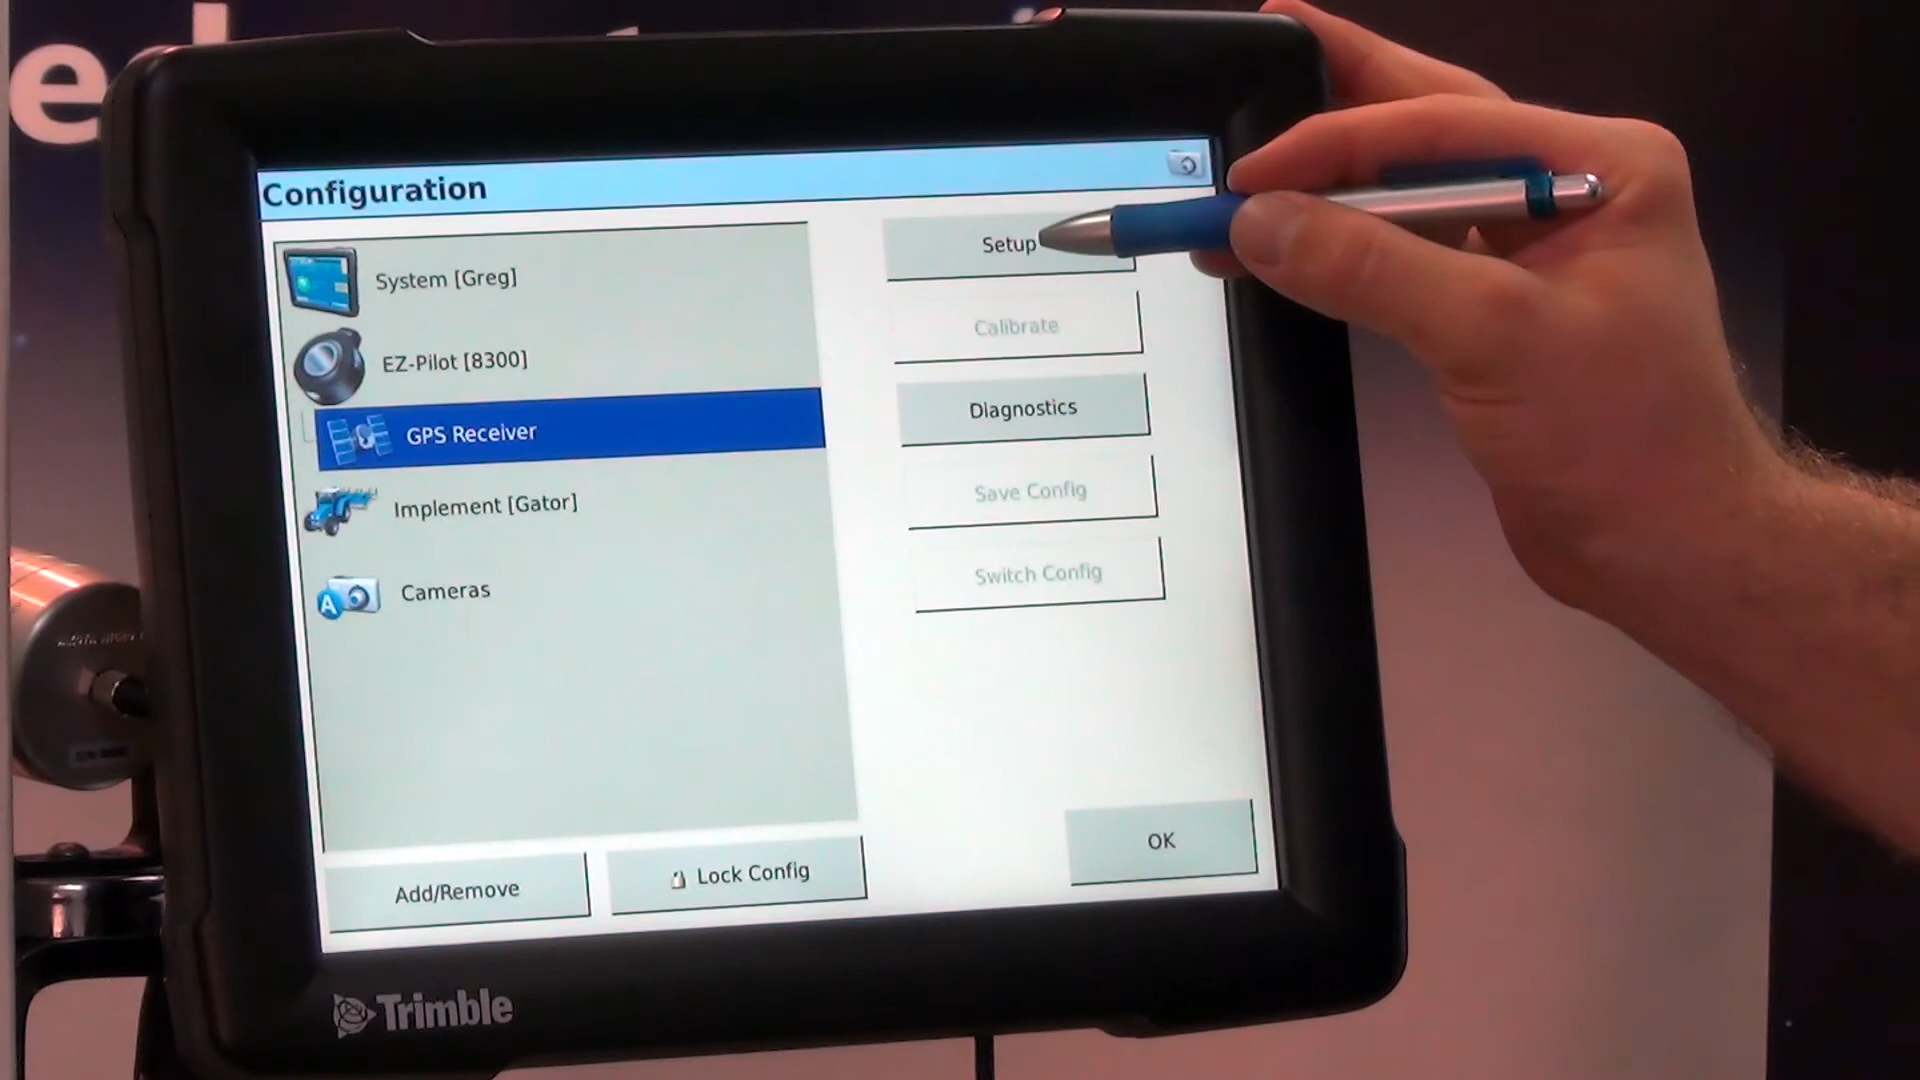 Configuration
System [Greg]
EZ-Pilot [8300]
GPS Receiver
Implement [Gator]
A
Cameras
Setup
Calibrate
Diagnostics
Save Config
Switch Config
Add/Remove
Lock Config
OK
Trimble